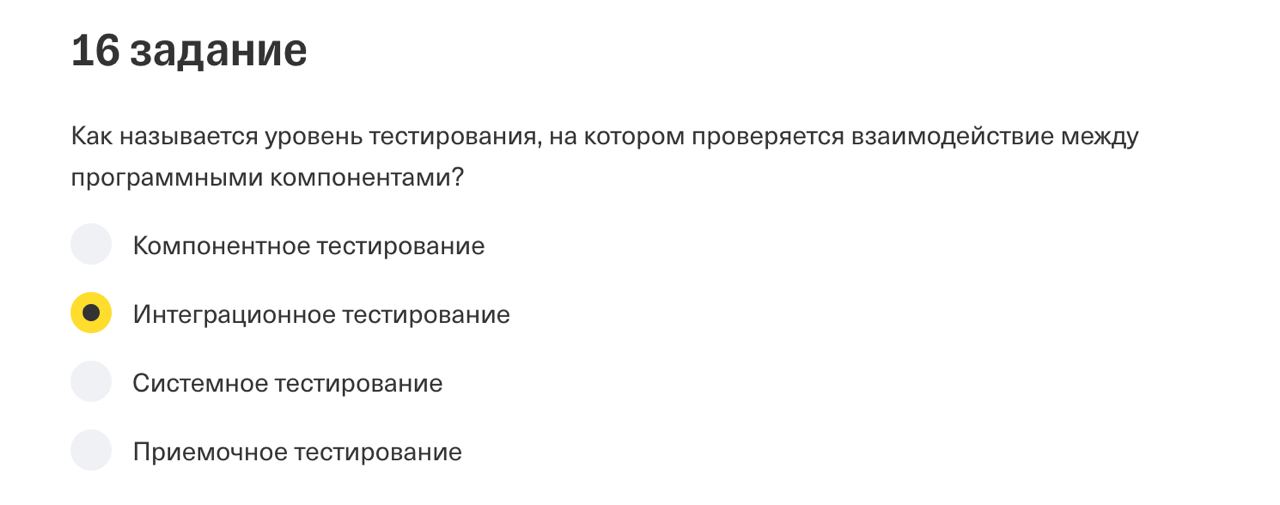 16 задание
Как называется уровень тестирования, на котором проверяется взаимодействие между
программными компонентами?
Компонентное тестирование
Интеграционное тестирование
Системное тестирование
Приемочное тестирование